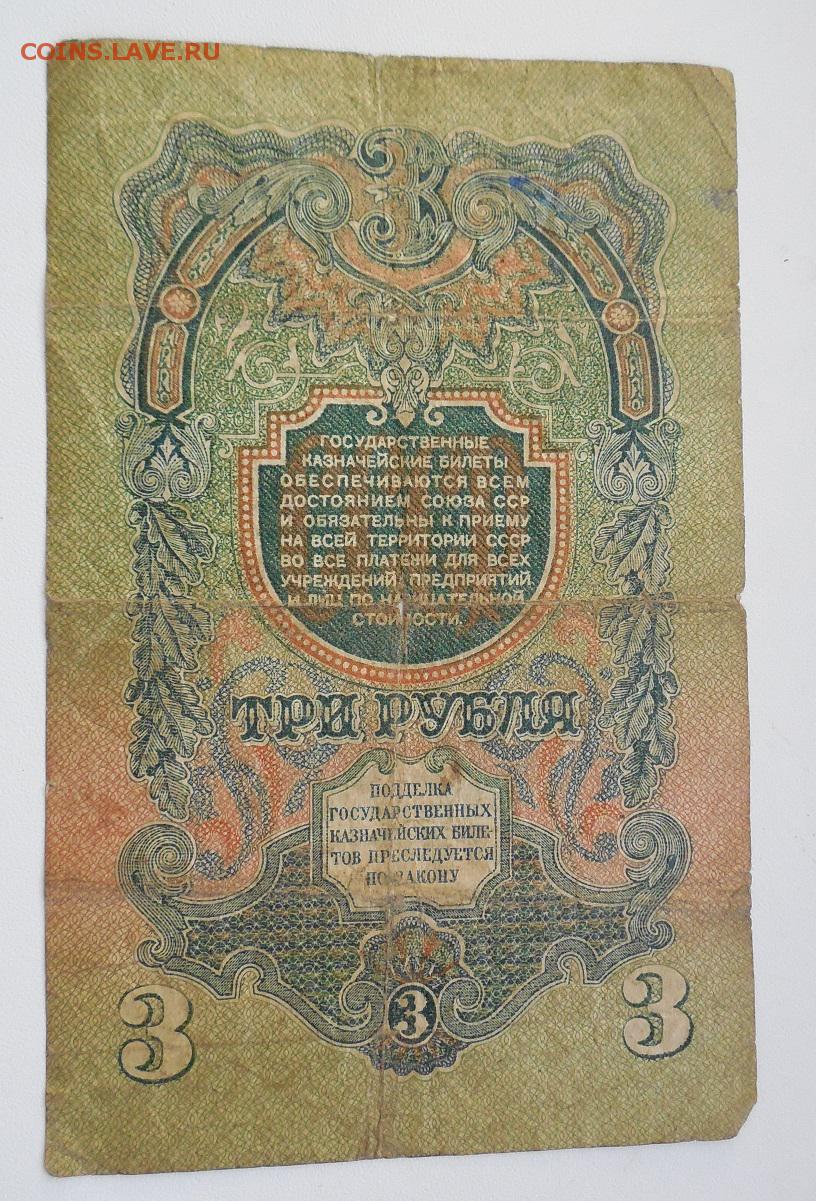 COINS.LAVE.RU
3
ГОСУДАРСТВЕННЫЕ
КАЗНАЧЕЙСКИЕ БИЛЕТЫ
ОБЕСПЕЧИВАЮТСЯ ВСЕМ
ДОСТОЯНИЕМ СОЮЗА ССР
И ОБЯЗАТЕЛЬНЫ К ПРИЕМУ
НА ВСЕЙ ТЕРРИТОРИИ СССР
ВО ВСЕ ПЛАТЕЖИ ДЛЯ ВСЕХ
УЧРЕЖДЕНИЙ, ПРЕДПРИЯТИЙ
И ЛИЦ ПО НАРИЦАТЕЛЬНОЙ
СТОИМОСТИ.
ТРИ РУБЛЯ
ПОДДЕЛКА
ГОСУДАРСТВЕННЫХ
КАЗНАЧЕЙСКИХ БИЛЕ-
ТОВ ПРЕСЛЕДУЕТСЯ
ПО ЗАКОНУ
3 3 3